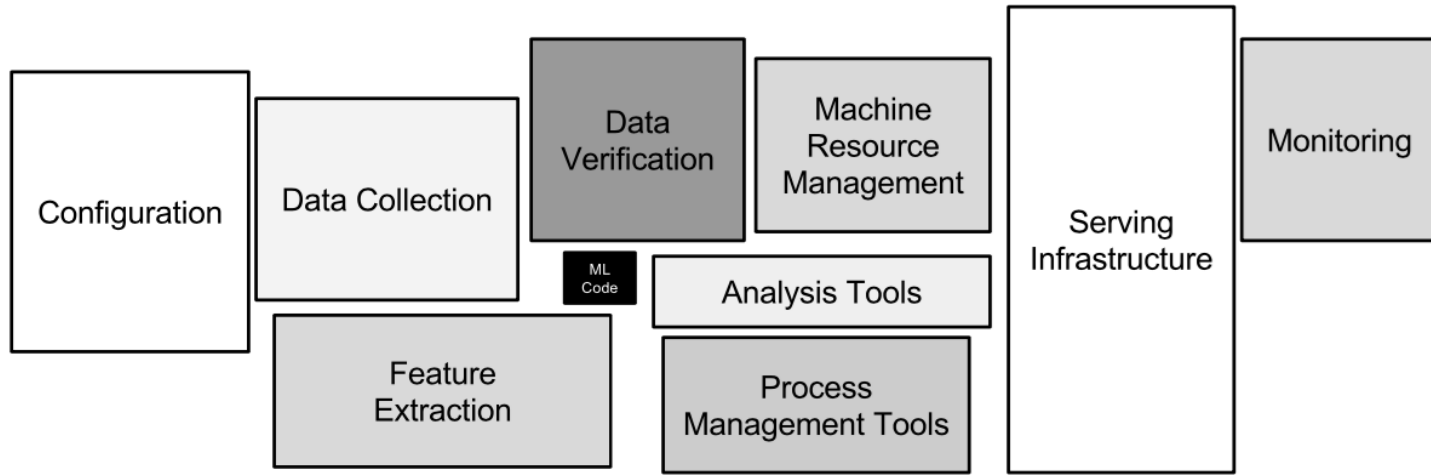 Configuration
Data Collection
Feature
Extraction
Data
Verification
ML
Code
Machine
Resource
Management
Analysis Tools
Process
Management Tools
Serving
Infrastructure
Monitoring